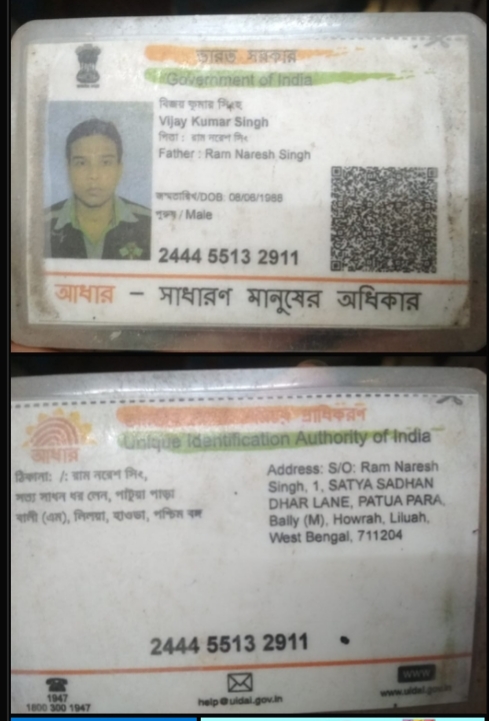 ভারত সরকার
Government of India
বিজয় কুমার সিংহ
Vijay Kumar Singh
পিতা : রাম নরেশ সিং
Father : Ram Naresh Singh
জন্মতারিখ/DOB: 08/08/1988
পুরুষ / Male
2444 5513 2911
আধার – সাধারণ মানুষের অধিকার
প্রাধিকরণ
Unique Identification Authority of India
আধার
ঠিকানা: /: রাম নরেশ সিং,
সত্য সাধন ধর লেন, পাটুয়া পাড়া
বালী (এম), লিলুয়া, হাওড়া, পশ্চিম বঙ্গ
Address: S/O: Ram Naresh
Singh, 1, SATYA SADHAN
DHAR LANE, PATUA PARA,
Bally (M), Howrah, Liluah,
West Bengal, 711204
2444 5513 2911
1947
1800 300 1947
help@uidai.gov.in
WWW
www.uidai.gov.in